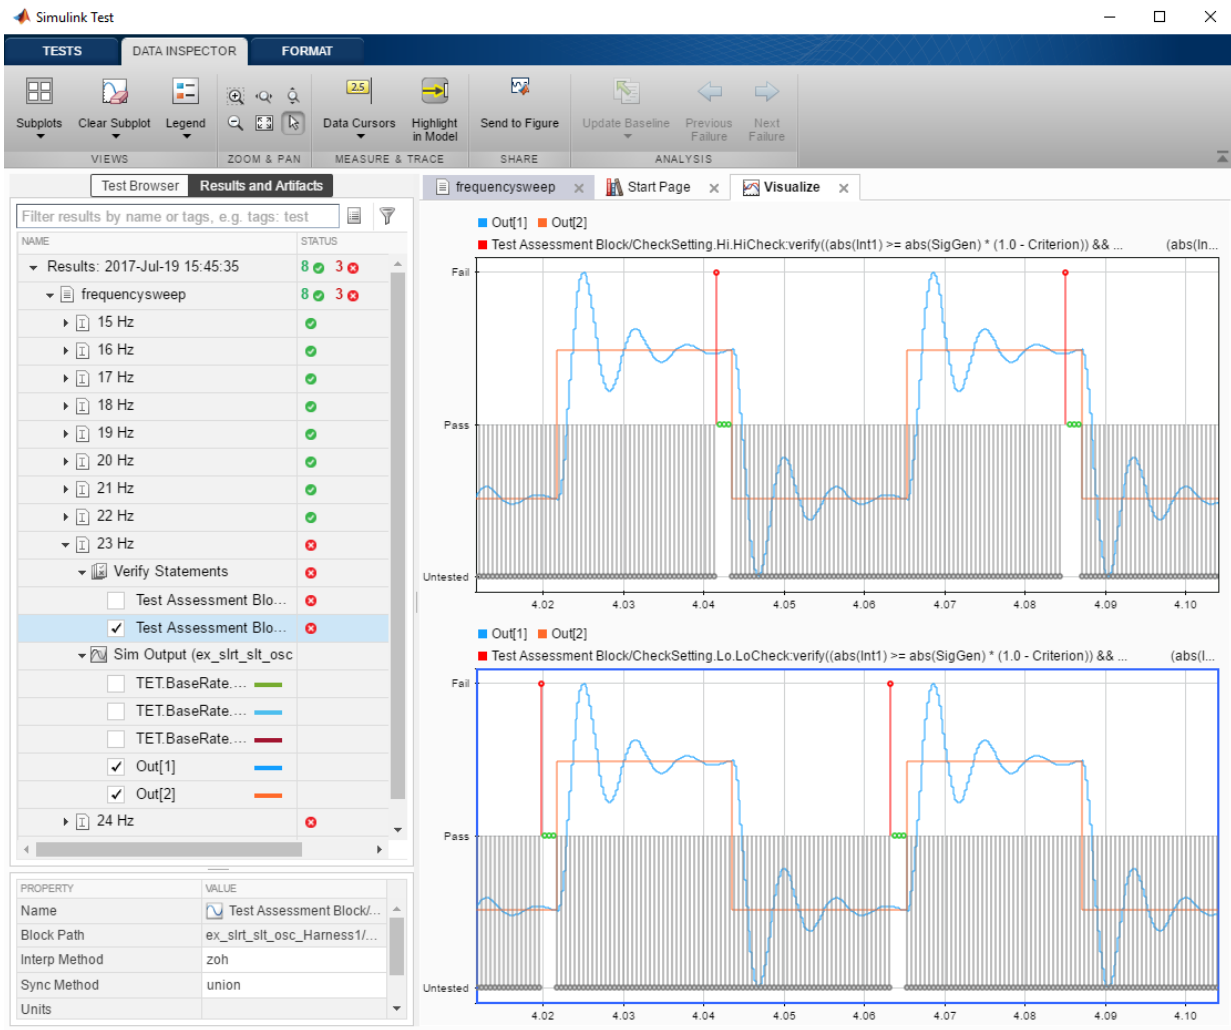 Simulink Test
TESTS DATA INSPECTOR FORMAT
2.5
Subplots Clear Subplot Legend Data Cursors Highlight in Model Send to Figure Update Baseline Previous Failure Next Failure
VIEWS ZOOM & PAN MEASURE & TRACE SHARE ANALYSIS
Test Browser Results and Artifacts
Filter results by name or tags, e.g. tags: test
NAME STATUS
Results: 2017-Jul-19 15:45:35 8 3
frequencysweep 8 3
15 Hz
16 Hz
17 Hz
18 Hz
19 Hz
20 Hz
21 Hz
22 Hz
23 Hz
Verify Statements
Test Assessment Blo...
Test Assessment Blo...
Sim Output (ex_slrt_slt_osc
TET.BaseRate....
TET.BaseRate....
TET.BaseRate....
Out[1]
Out[2]
24 Hz
PROPERTY VALUE
Name Test Assessment Block/...
Block Path ex_slrt_slt_osc_Harness1/...
Interp Method zoh
Sync Method union
Units
frequencysweep Start Page Visualize
Out[1] Out[2]
Test Assessment Block/CheckSetting.Hi.HiCheck:verify((abs(Int1) >= abs(SigGen) * (1.0 - Criterion)) && ... (abs(In...
Fail
Pass
Untested
4.02 4.03 4.04 4.05 4.06 4.07 4.08 4.09 4.10
Out[1] Out[2]
Test Assessment Block/CheckSetting.Lo.LoCheck:verify((abs(Int1) >= abs(SigGen) * (1.0 - Criterion)) && ... (abs(I...
Fail
Pass
Untested
4.02 4.03 4.04 4.05 4.06 4.07 4.08 4.09 4.10